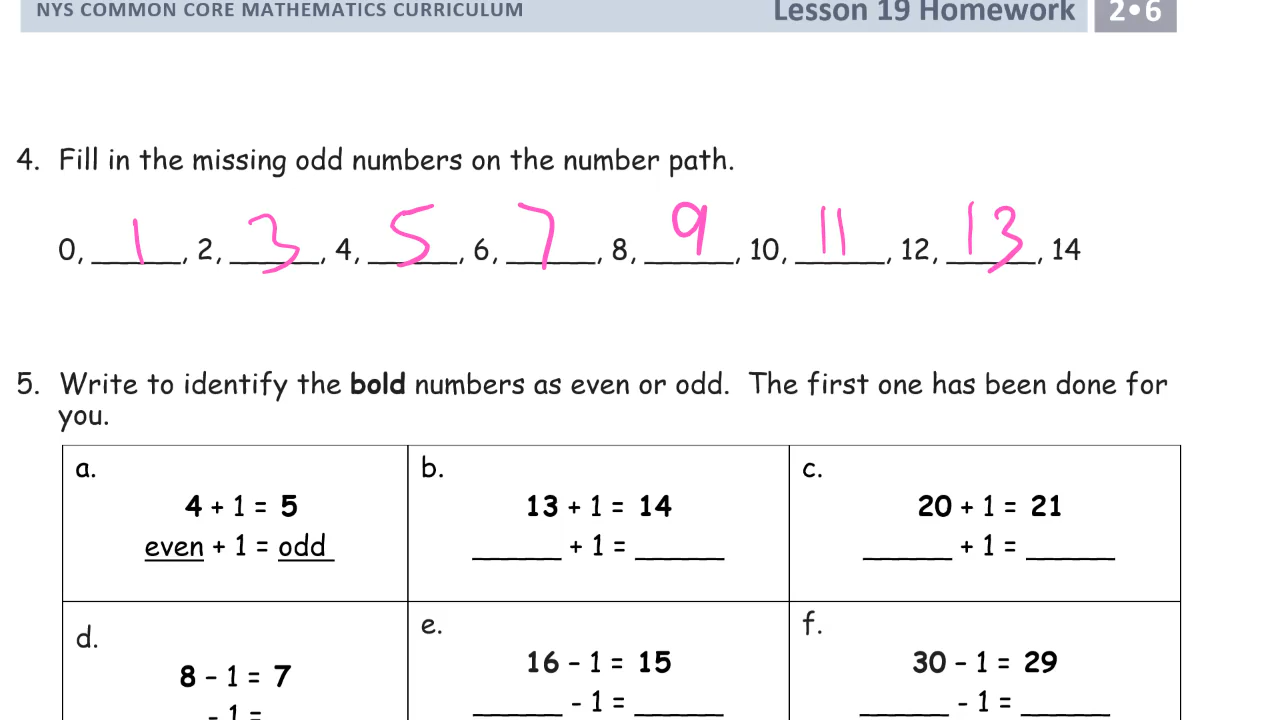 NYS COMMON CORE MATHEMATICS CURRICULUM Lesson 19 Homework 2•6
4. Fill in the missing odd numbers on the number path.
0, 1, 2, 3, 4, 5, 6, 7, 8, 9, 10, 11, 12, 13, 14
5. Write to identify the bold numbers as even or odd. The first one has been done for
you.
a. b. c.
4 + 1 = 5 13 + 1 = 14 20 + 1 = 21
even + 1 = odd ______ + 1 = ______ ______ + 1 = ______
d. e. f.
8 - 1 = 7 16 - 1 = 15 30 - 1 = 29
- 1 = ______ - 1 = ______ ______ - 1 = ______